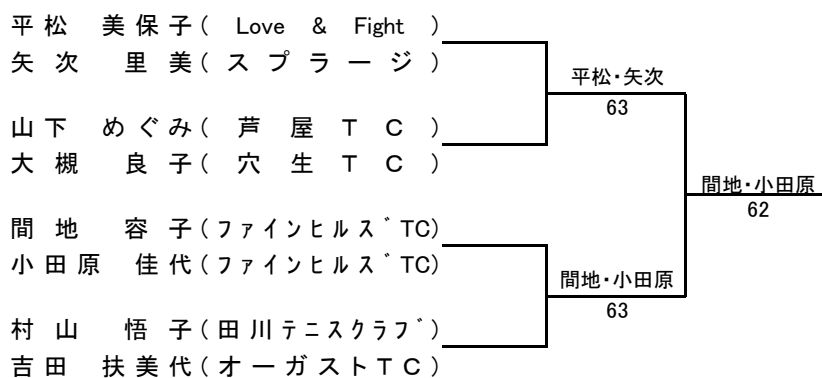 平松 美保子( Love & Fight )
矢次 里美(スプラージ)
平松・矢次
63
山下 めぐみ( 芦屋TC )
大槻 良子( 穴生TC )
間地・小田原
62
間地 容子(ファインヒルズTC)
小田原 佳代(ファインヒルズTC)
間地・小田原
63
村山 悟子(田川テニスクラブ)
吉田 扶美代(オーガストTC)